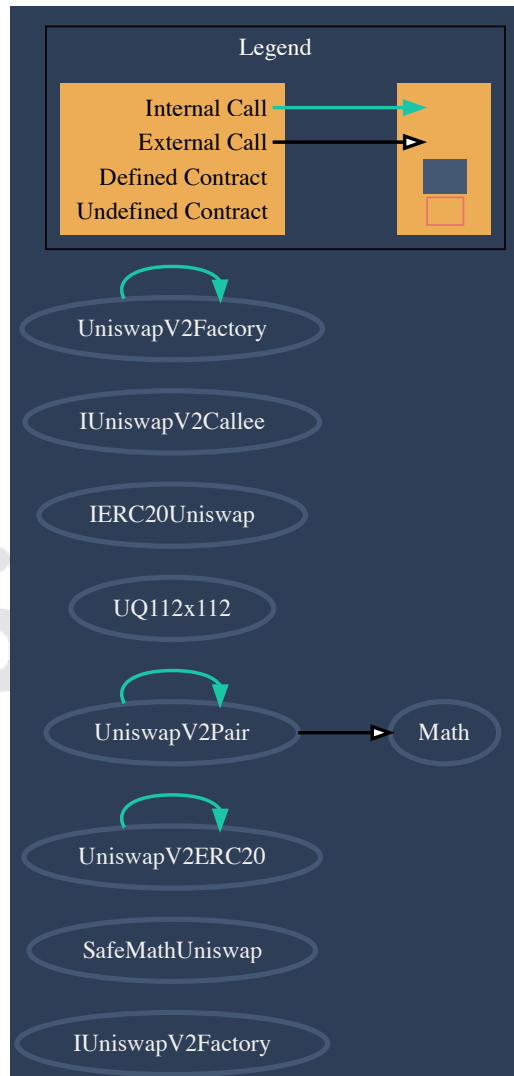 Legend
Internal Call
External Call
Defined Contract
Undefined Contract
UniswapV2Factory
IUniswapV2Callee
IERC20Uniswap
UQ112x112
UniswapV2Pair Math
UniswapV2ERC20
SafeMathUniswap
IUniswapV2Factory